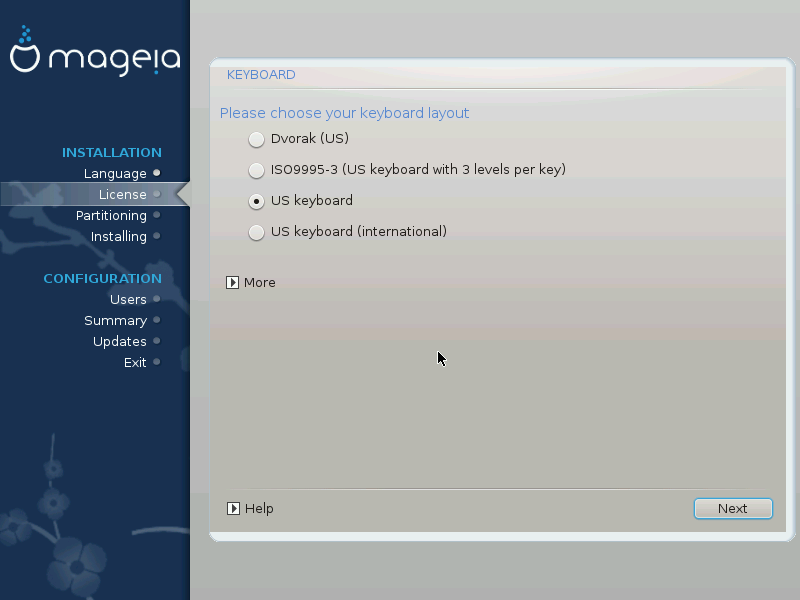 mageia
INSTALLATION
Language
License
Partitioning
Installing
CONFIGURATION
Users
Summary
Updates
Exit
KEYBOARD
Please choose your keyboard layout
Dvorak (US)
ISO9995-3 (US keyboard with 3 levels per key)
US keyboard
US keyboard (international)
More
Help
Next